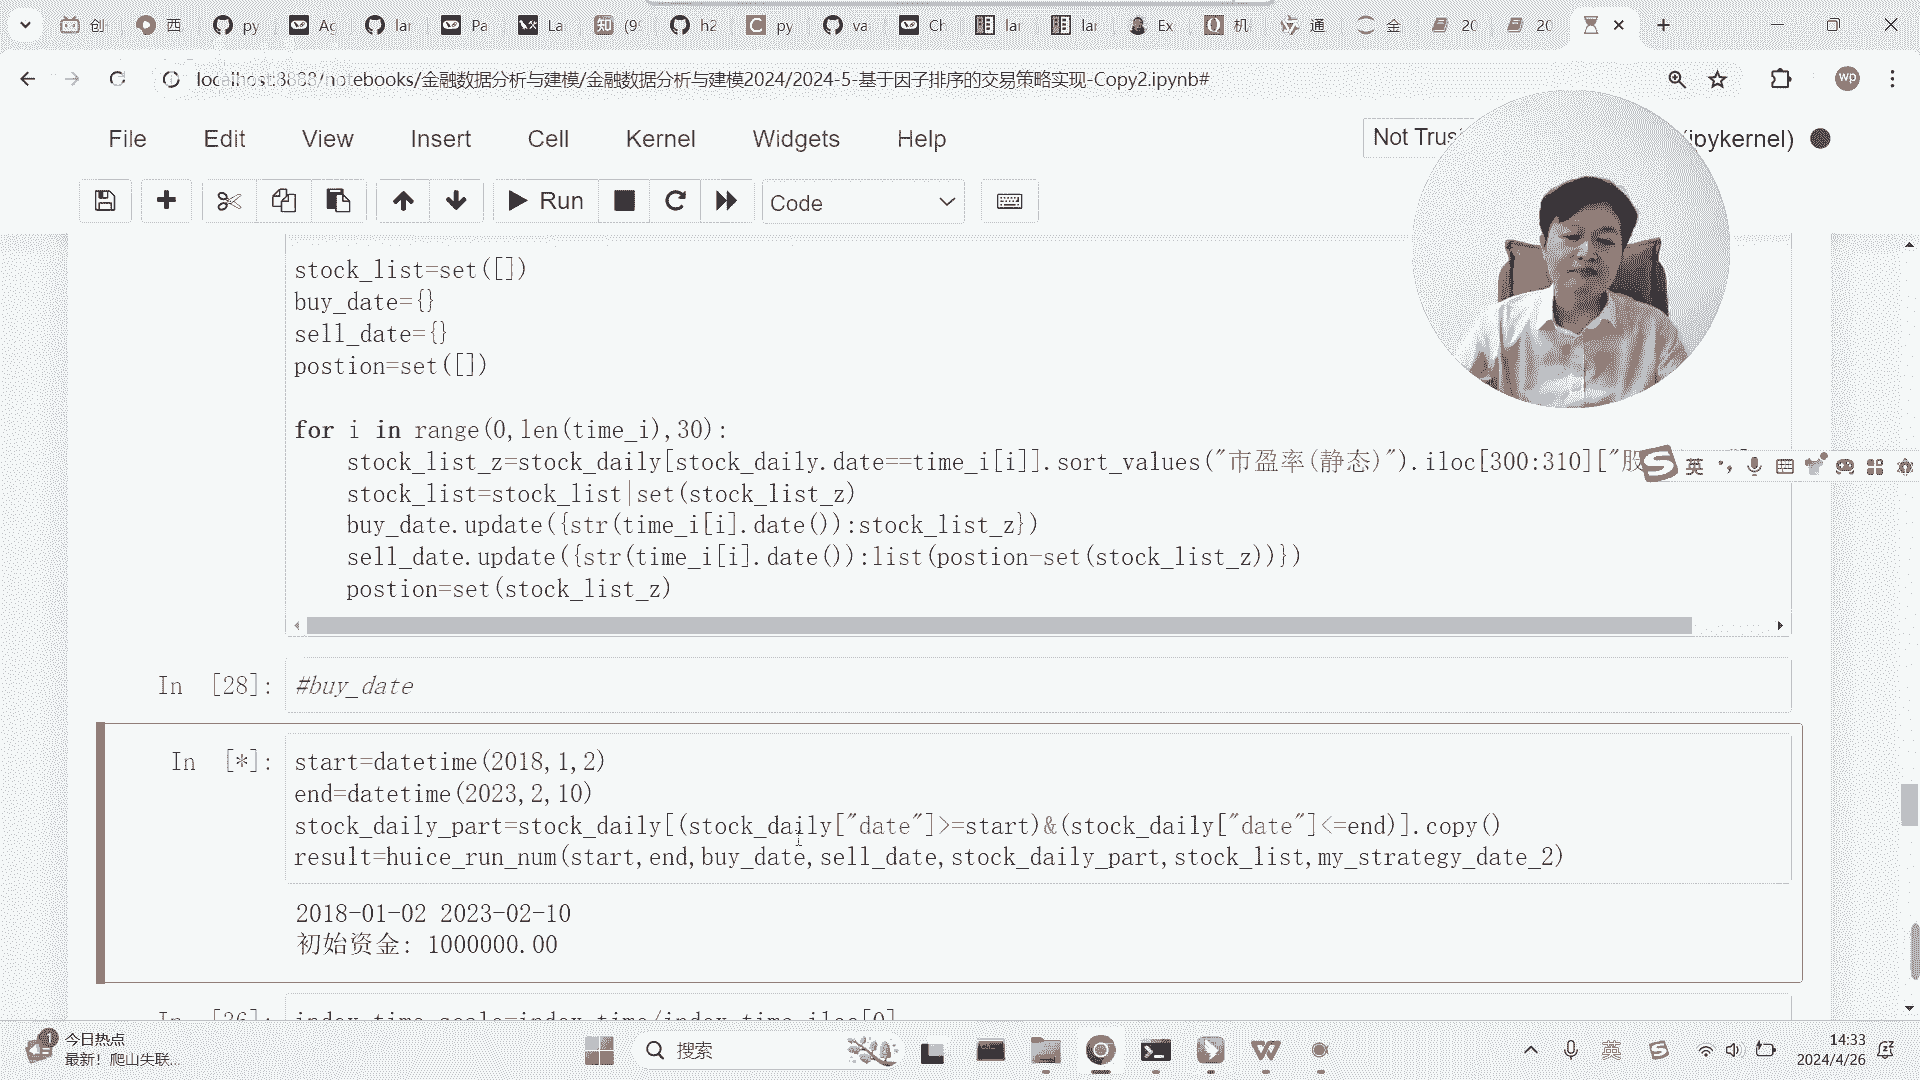 创
西
py
Ag
lar
Pa
La
知
(9
h2
py
va
Ch
lar
lar
Ex
机
通
金
20
20
localhost:8888/notebooks/金融数据分析与建模/金融数据分析与建模2024/2024-5-基于因子排序的交易策略实现-Copy2.ipynb#
wp
File Edit View Insert Cell Kernel Widgets Help
Not Trus
(ipykernel)
Run
Code
stock_list=set([])
buy_date={}
sell_date={}
postion=set([])
for i in range(0,len(time_i),30):
stock_list_z=stock_daily[stock_daily.date==time_i[i]].sort_values("市盈率(静态)").iloc[300:310]["股
英
stock_list=stock_list|set(stock_list_z)
buy_date.update({str(time_i[i].date()):stock_list_z})
sell_date.update({str(time_i[i].date()):list(postion-set(stock_list_z))})
postion=set(stock_list_z)
In [28]: #buy_date
In [*]: start=datetime(2018,1,2)
end=datetime(2023,2,10)
stock_daily_part=stock_daily[(stock_daily["date"]>=start)&(stock_daily["date"]<=end)].copy()
result=huice_run_num(start,end,buy_date,sell_date,stock_daily_part,stock_list,my_strategy_date_2)
2018-01-02 2023-02-10
初始资金: 1000000.00
In [26]: index_time_scale=index_time/index_time.iloc[0]
今日热点
最新！爬山失联...
搜索
英
14:33
2024/4/26